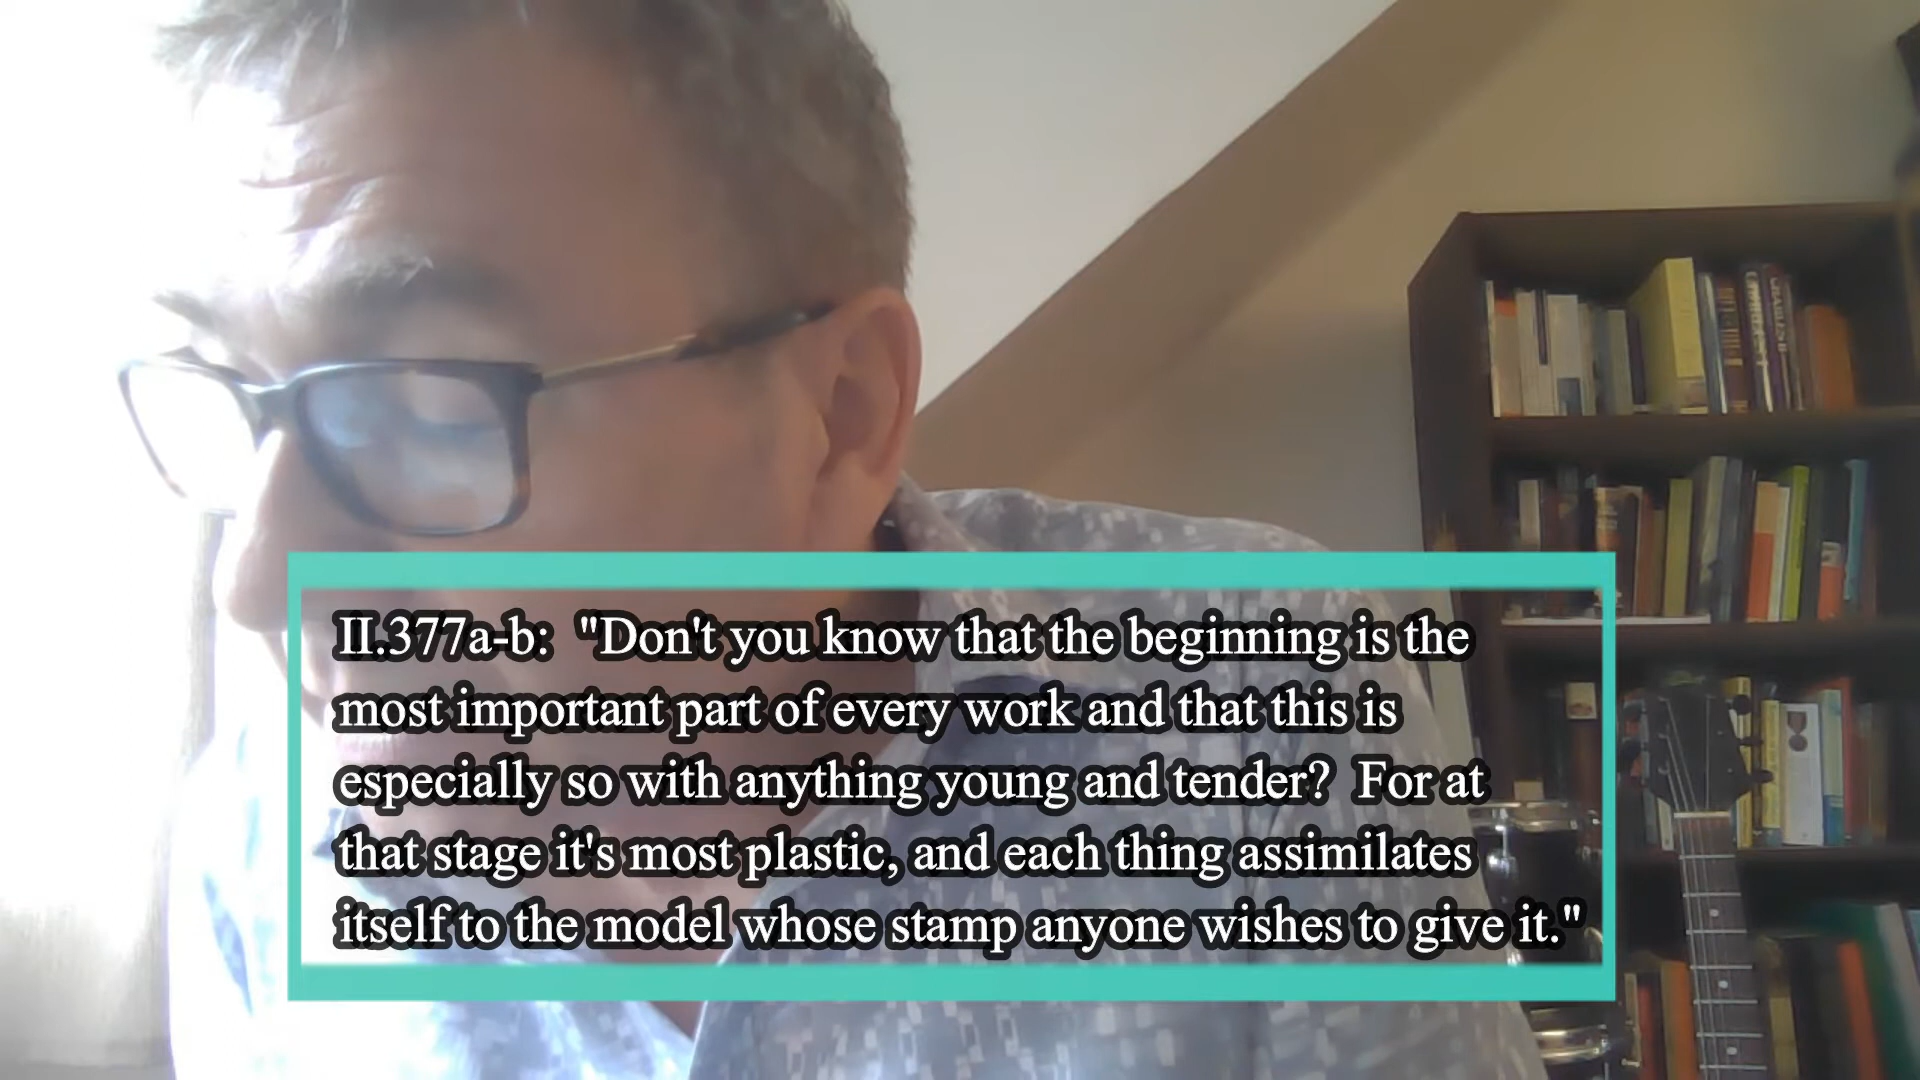 II.377a-b:  "Don't you know that the beginning is the
most important part of every work and that this is
especially so with anything young and tender?  For at
that stage it's most plastic, and each thing assimilates
itself to the model whose stamp anyone wishes to give it."